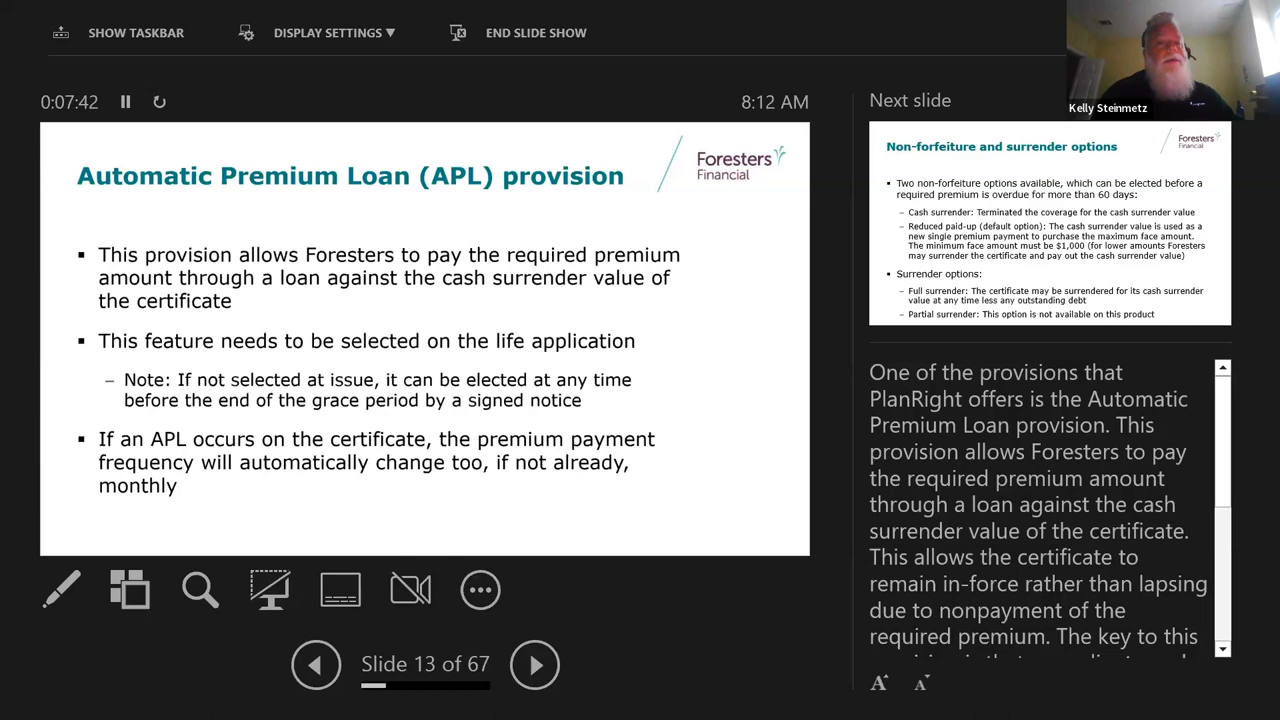 SHOW TASKBAR
DISPLAY SETTINGS ▼
END SLIDE SHOW
Kelly Steinmetz
0:07:42
8:12 AM
Automatic Premium Loan (APL) provision
Foresters
Financial
▪ This provision allows Foresters to pay the required premium
amount through a loan against the cash surrender value of
the certificate
▪ This feature needs to be selected on the life application
– Note: If not selected at issue, it can be elected at any time
before the end of the grace period by a signed notice
▪ If an APL occurs on the certificate, the premium payment
frequency will automatically change too, if not already,
monthly
Slide 13 of 67
Next slide
Non-forfeiture and surrender options
Foresters
Financial
▪ Two non-forfeiture options available, which can be elected before a
required premium is overdue for more than 60 days:
– Cash surrender: Terminated the coverage for the cash surrender value
– Reduced paid-up (default option): The cash surrender value is used as a
new single premium payment to purchase the maximum face amount.
The minimum face amount must be $1,000 (for lower amounts Foresters
may surrender the certificate and pay out the cash surrender value)
▪ Surrender options:
– Full surrender: The certificate may be surrendered for its cash surrender
value at any time less any outstanding debt
– Partial surrender: This option is not available on this product
One of the provisions that
PlanRight offers is the Automatic
Premium Loan provision. This
provision allows Foresters to pay
the required premium amount
through a loan against the cash
surrender value of the certificate.
This allows the certificate to
remain in-force rather than lapsing
due to nonpayment of the
required premium. The key to this
A A